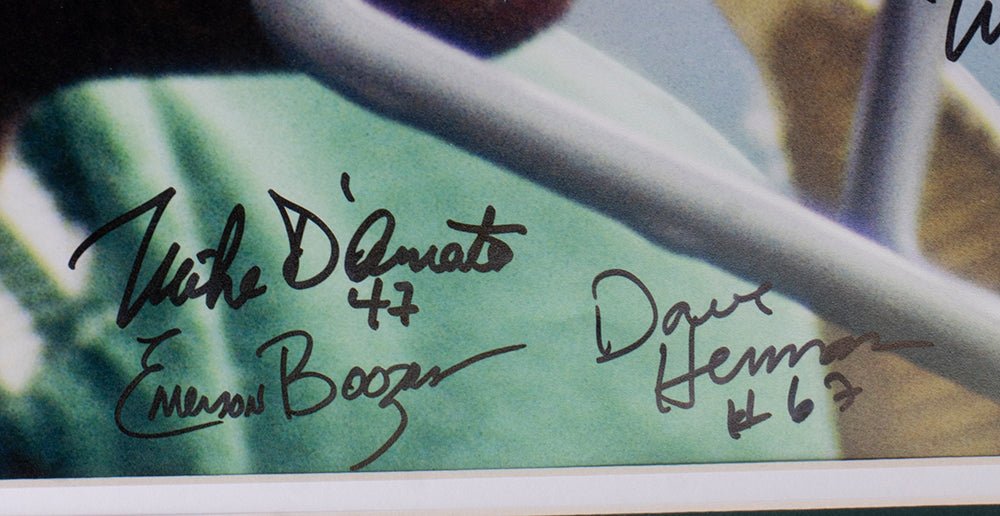 Mike D'Amato
47
Emerson Boozer
Dave
Herman
# 67